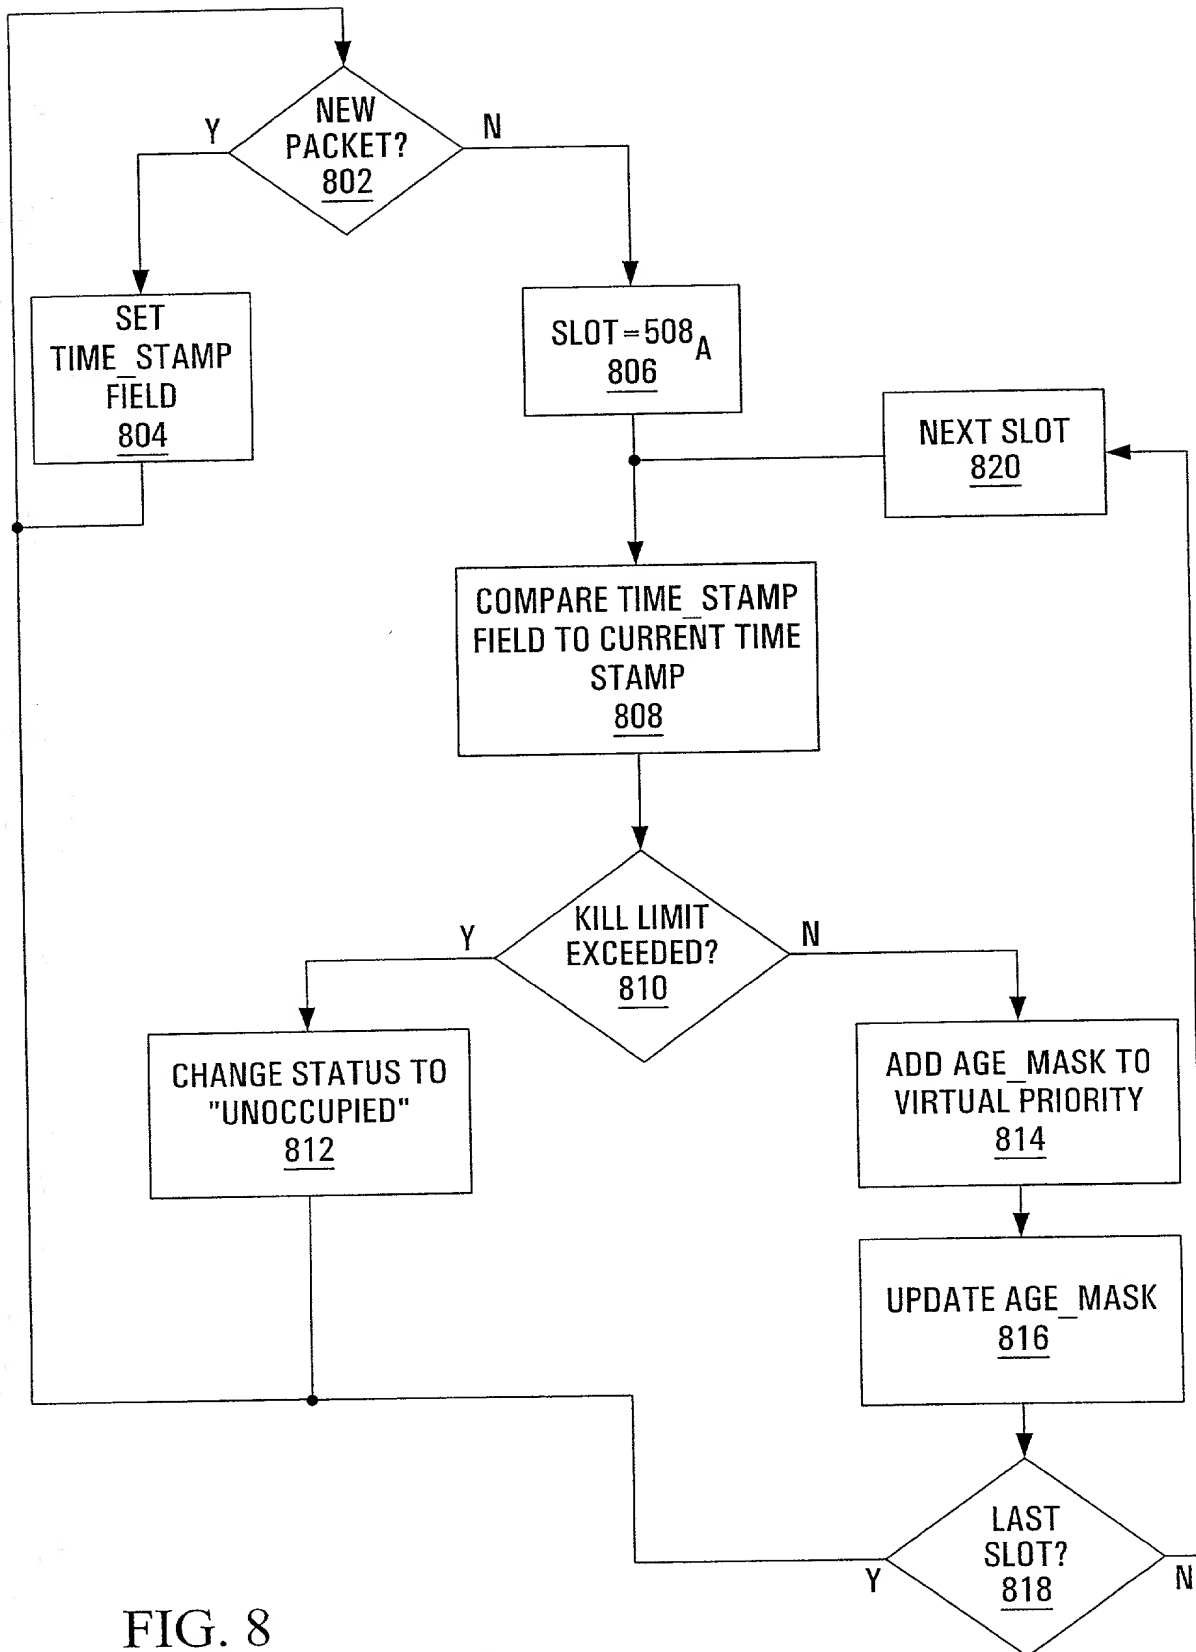 NEW
PACKET?
802
Y
N
SET
TIME_STAMP
FIELD
804
SLOT=508A
806
NEXT SLOT
820
COMPARE TIME_STAMP
FIELD TO CURRENT TIME
STAMP
808
KILL LIMIT
EXCEEDED?
810
Y
N
CHANGE STATUS TO
"UNOCCUPIED"
812
ADD AGE_MASK TO
VIRTUAL PRIORITY
814
UPDATE AGE_MASK
816
LAST
SLOT?
818
Y
N
FIG. 8